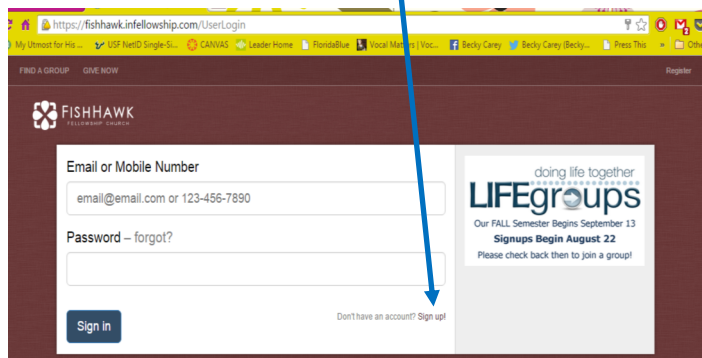 https://fishhawk.infellowship.com/UserLogin
My Utmost for His ... USF NetID Single-Si... CANVAS Leader Home FloridaBlue Vocal Matters | Voc... Becky Carey Becky Carey (Becky... Press This » Othe
FIND A GROUP GIVE NOW Register
FISHHAWK
FELLOWSHIP CHURCH
Email or Mobile Number
email@email.com or 123-456-7890
Password – forgot?
Don't have an account? Sign up!
Sign in
doing life together
LIFEgroups
Our FALL Semester Begins September 13
Signups Begin August 22
Please check back then to join a group!